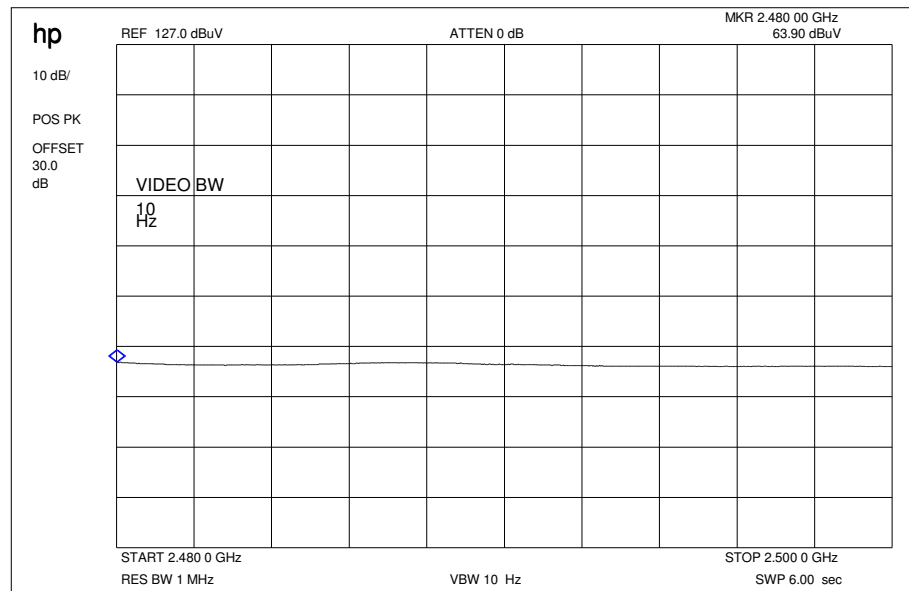 hp
REF 127.0 dBuV
ATTEN 0 dB
MKR 2.480 00 GHz
63.90 dBuV
10 dB/
POS PK
OFFSET
30.0
dB
VIDEO BW
10
Hz
START 2.480 0 GHz
STOP 2.500 0 GHz
RES BW 1 MHz
VBW 10 Hz
SWP 6.00 sec